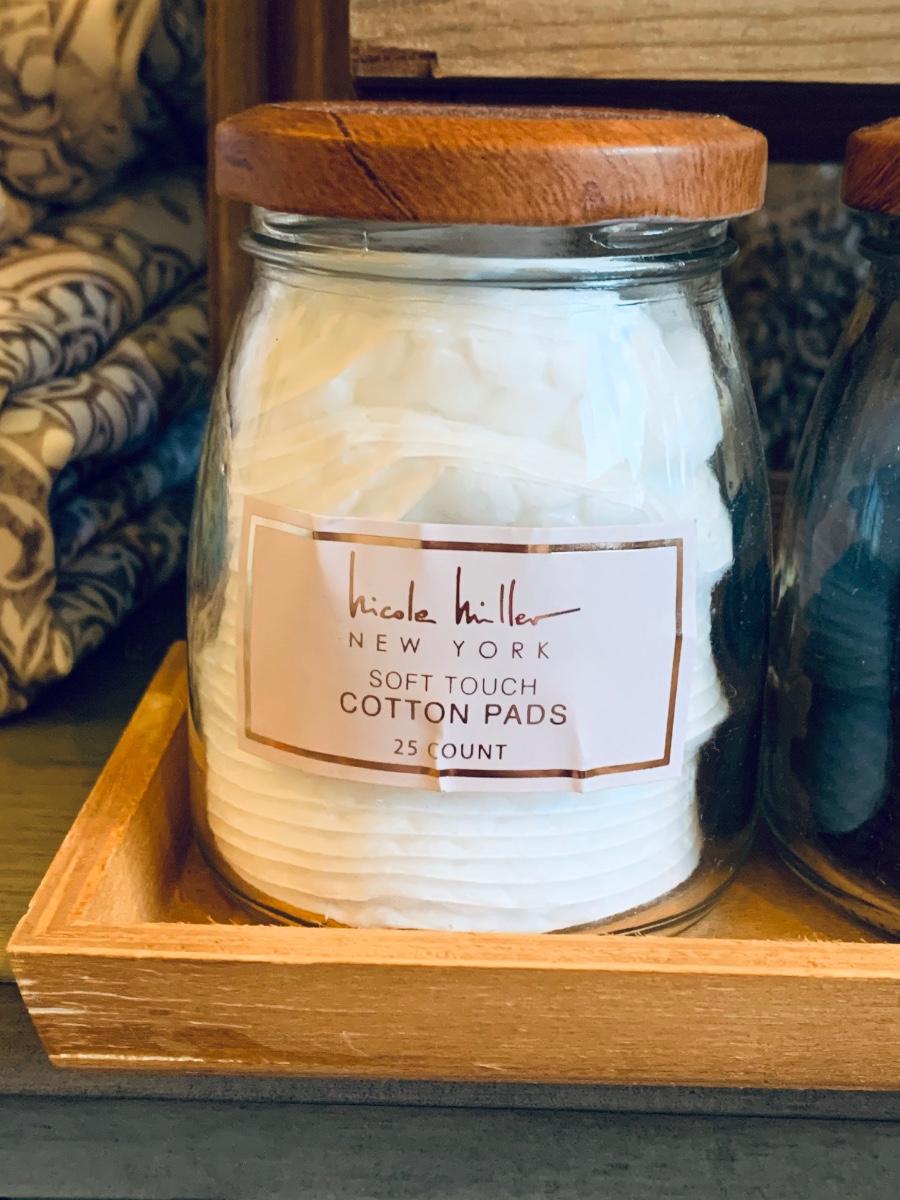 nicole miller
NEW YORK
SOFT TOUCH
COTTON PADS
25 COUNT